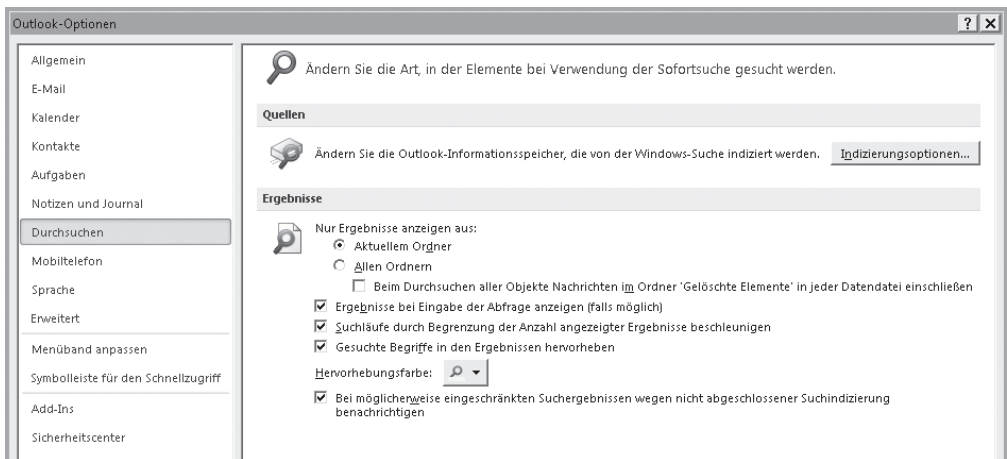 Outlook-Optionen
Allgemein
E-Mail
Kalender
Kontakte
Aufgaben
Notizen und Journal
Durchsuchen
Mobiltelefon
Sprache
Erweitert
Menüband anpassen
Symbolleiste für den Schnellzugriff
Add-Ins
Sicherheitscenter
Ändern Sie die Art, in der Elemente bei Verwendung der Sofortsuche gesucht werden.
Quellen
Ändern Sie die Outlook-Informationsspeicher, die von der Windows-Suche indiziert werden.
Indizierungsoptionen...
Ergebnisse
Nur Ergebnisse anzeigen aus:
Aktuellem Ordner
Allen Ordnern
Beim Durchsuchen aller Objekte Nachrichten im Ordner 'Gelöschte Elemente' in jeder Datendatei einschließen
Ergebnisse bei Eingabe der Abfrage anzeigen (falls möglich)
Suchläufe durch Begrenzung der Anzahl angezeigter Ergebnisse beschleunigen
Gesuchte Begriffe in den Ergebnissen hervorheben
Hervorhebungsfarbe:
Bei möglicherweise eingeschränkten Suchergebnissen wegen nicht abgeschlossener Suchindizierung
benachrichtigen